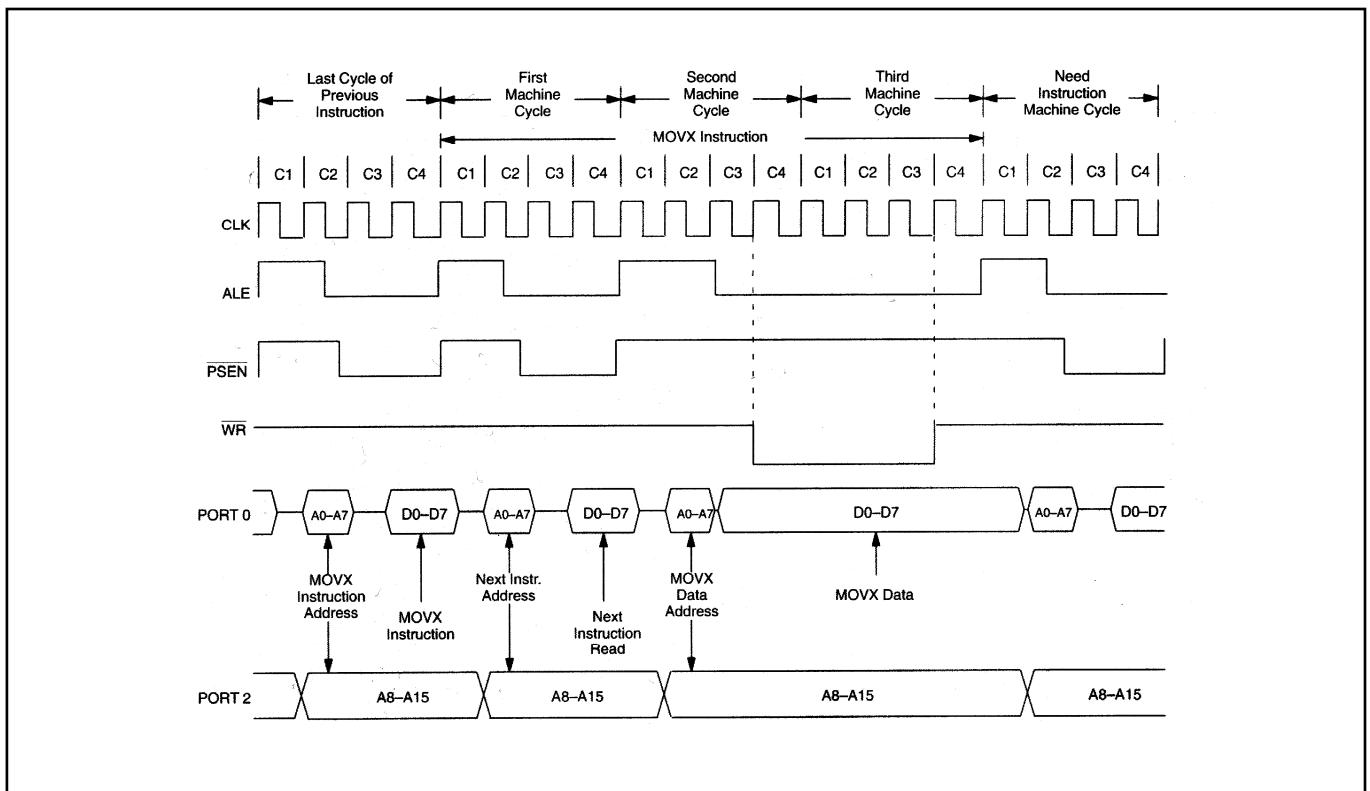 Last Cycle of
Previous
Instruction
First
Machine
Cycle
Second
Machine
Cycle
Third
Machine
Cycle
Need
Instruction
Machine Cycle
MOVX Instruction
C1 C2 C3 C4 C1 C2 C3 C4 C1 C2 C3 C4 C1 C2 C3 C4 C1 C2 C3 C4
CLK
ALE
PSEN
WR
PORT 0 A0–A7 D0–D7 A0–A7 D0–D7 A0–A7 D0–D7 A0–A7 D0–D7
MOVX
Instruction
Address
MOVX
Instruction
Next Instr.
Address
Next
Instruction
Read
MOVX
Data
Address
MOVX Data
PORT 2 A8–A15 A8–A15 A8–A15 A8–A15